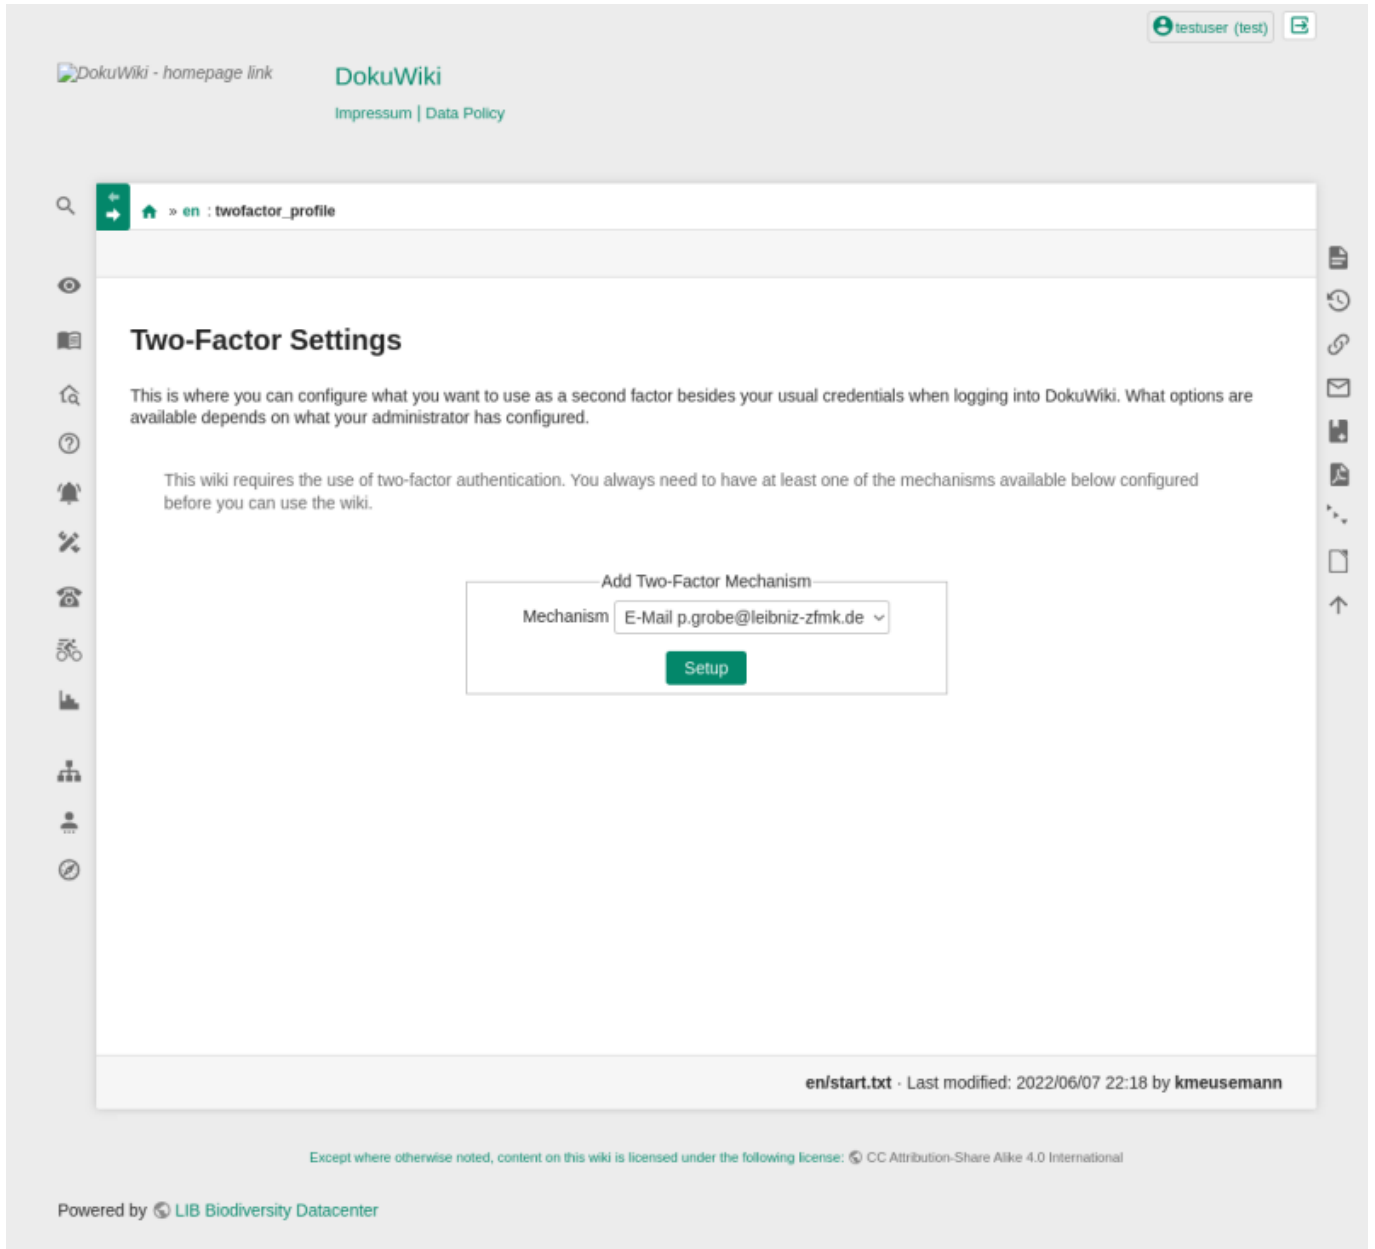 testuser (test)
DokuWiki - homepage link
DokuWiki
Impressum | Data Policy
» en : twofactor_profile
Two-Factor Settings
This is where you can configure what you want to use as a second factor besides your usual credentials when logging into DokuWiki. What options are
available depends on what your administrator has configured.
This wiki requires the use of two-factor authentication. You always need to have at least one of the mechanisms available below configured
before you can use the wiki.
Add Two-Factor Mechanism
Mechanism E-Mail p.grobe@leibniz-zfmk.de
Setup
en/start.txt · Last modified: 2022/06/07 22:18 by kmeusemann
Except where otherwise noted, content on this wiki is licensed under the following license: CC Attribution-Share Alike 4.0 International
Powered by LIB Biodiversity Datacenter